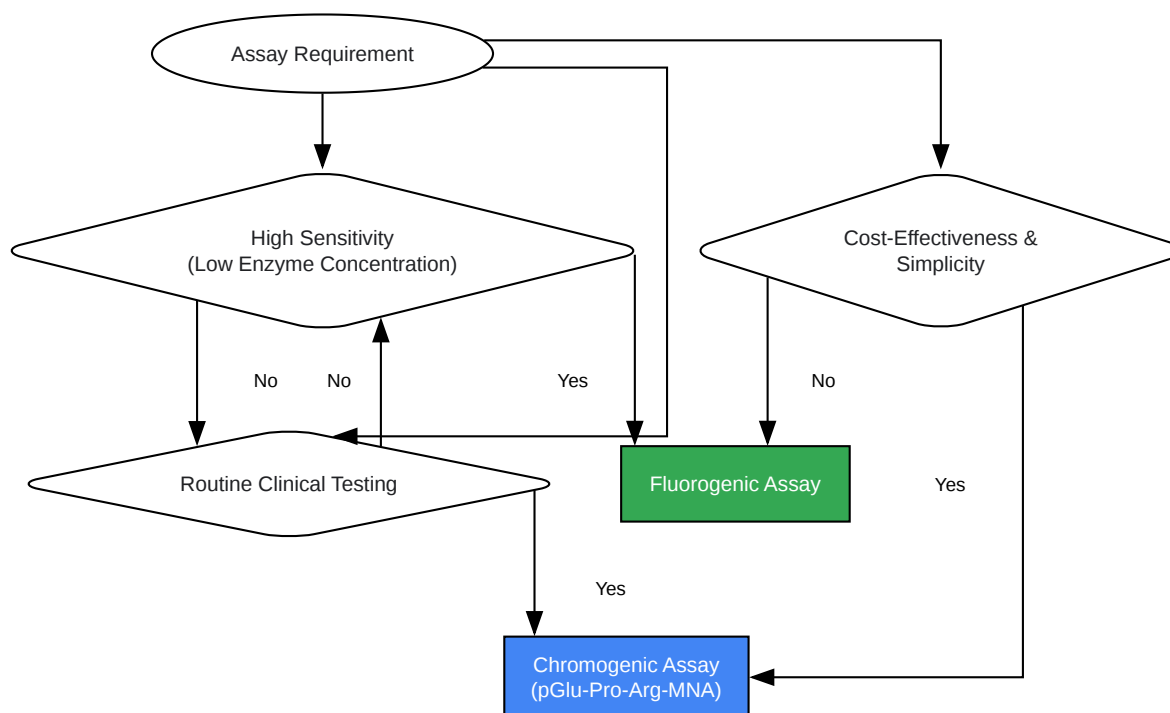 Assay Requirement
High Sensitivity
(Low Enzyme Concentration)
Cost-Effectiveness &
Simplicity
No
No
Yes
No
Routine Clinical Testing
Fluorogenic Assay
Yes
Yes
Chromogenic Assay
(pGlu-Pro-Arg-MNA)